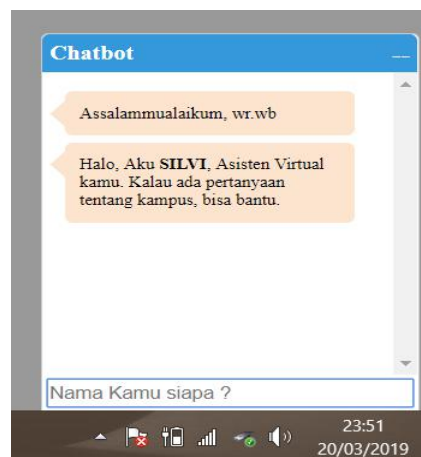 Chatbot
Assalammualaikum, wr.wb
Halo, Aku SILVI, Asisten Virtual
kamu. Kalau ada pertanyaan
tentang kampus, bisa bantu.
Nama Kamu siapa ?
23:51
20/03/2019